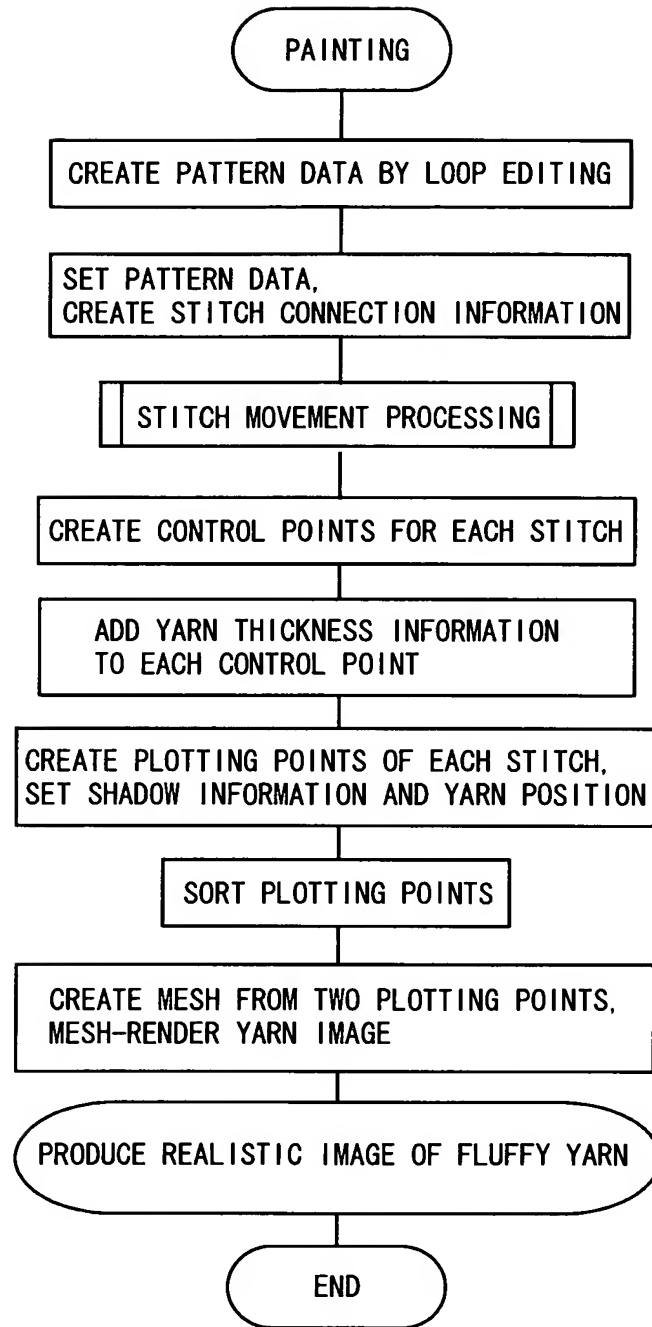 PAINTING
CREATE PATTERN DATA BY LOOP EDITING
SET PATTERN DATA,
CREATE STITCH CONNECTION INFORMATION
STITCH MOVEMENT PROCESSING
CREATE CONTROL POINTS FOR EACH STITCH
ADD YARN THICKNESS INFORMATION
TO EACH CONTROL POINT
CREATE PLOTTING POINTS OF EACH STITCH,
SET SHADOW INFORMATION AND YARN POSITION
SORT PLOTTING POINTS
CREATE MESH FROM TWO PLOTTING POINTS,
MESH-RENDER YARN IMAGE
PRODUCE REALISTIC IMAGE OF FLUFFY YARN
END